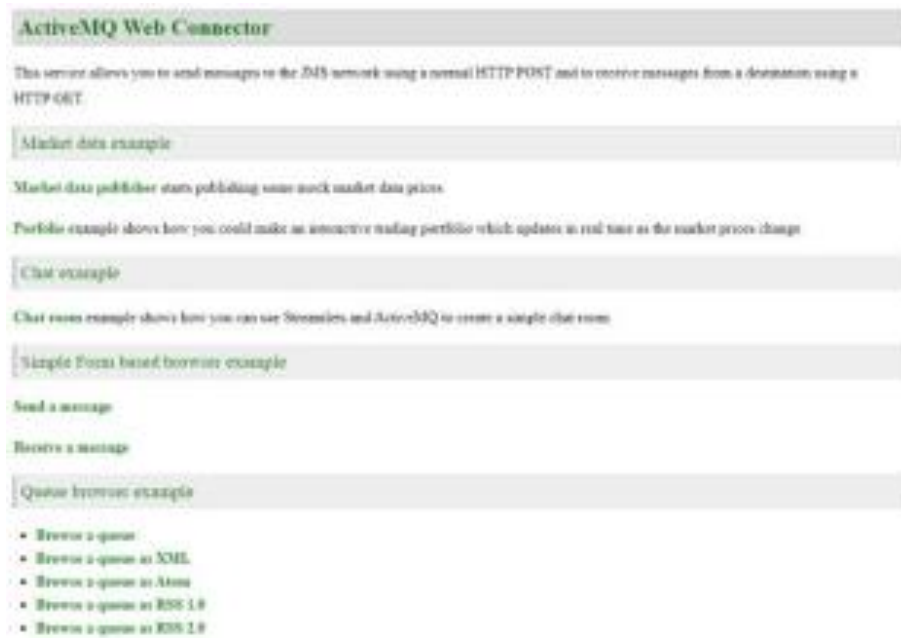 ActiveMQ Web Connector
This service allows you to send messages to the JMS network using a normal HTTP POST and to receive messages from a destination using a
HTTP GET.
Market data example
Market data publisher starts publishing some mock market data prices
Portfolio example shows how you could make an interactive trading portfolio which updates in real time as the market prices change
Chat example
Chat room example shows how you can use Streamlets and ActiveMQ to create a simple chat room
Simple Form based browser example
Send a message
Receive a message
Queue browser example
• Browse a queue
• Browse a queue as XML
• Browse a queue as Atom
• Browse a queue as RSS 1.0
• Browse a queue as RSS 2.0